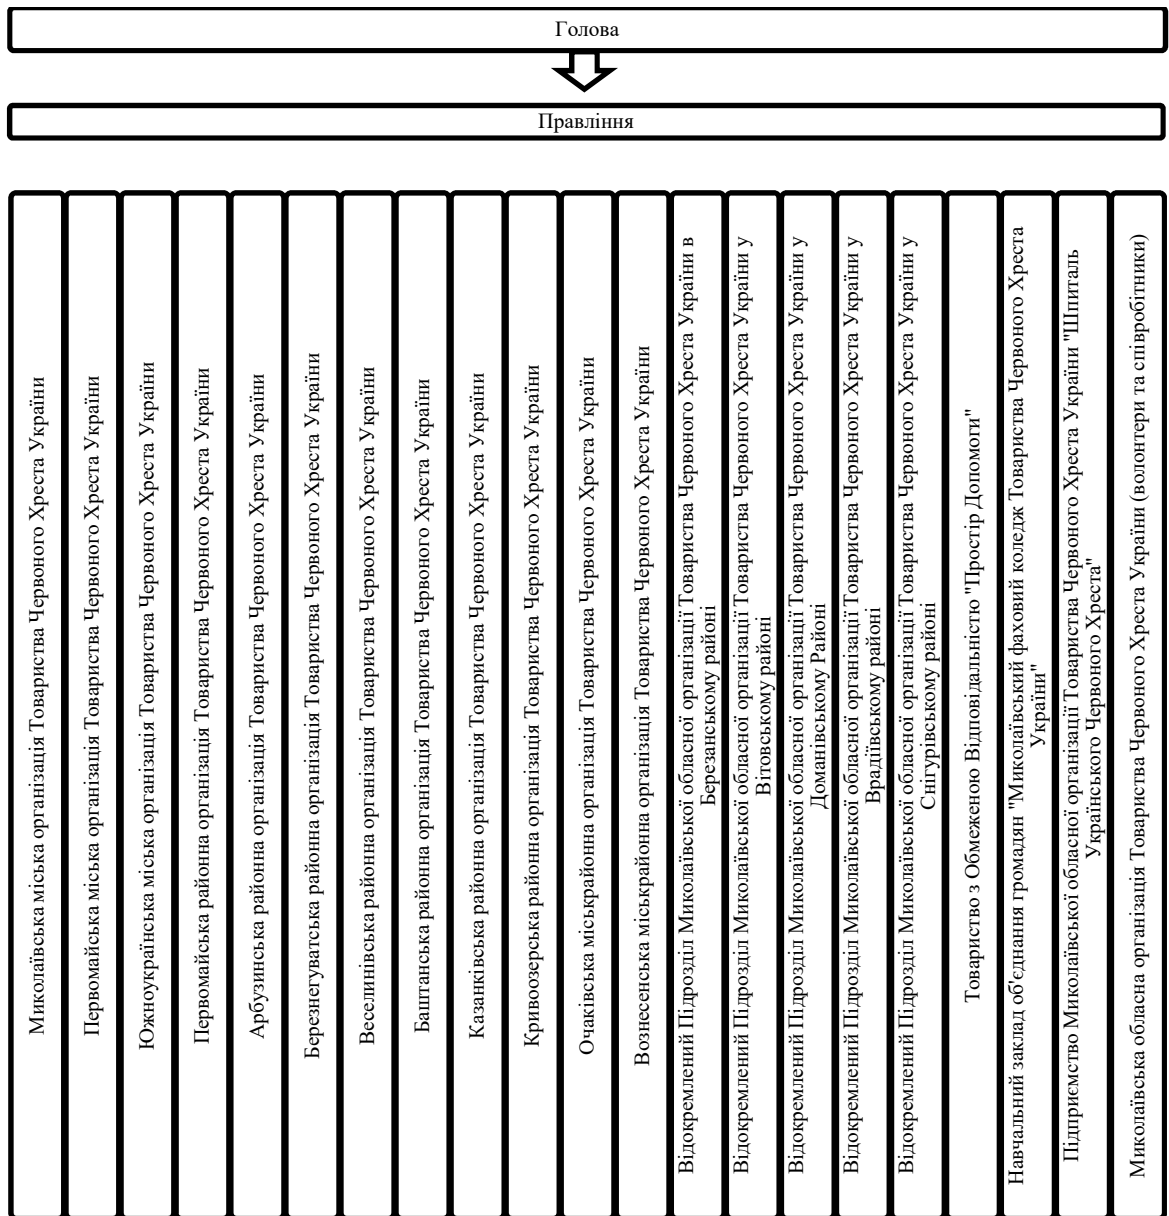 Голова
Правління
Миколаївська міська організація Товариства Червоного Хреста України
Первомайська міська організація Товариства Червоного Хреста України
Южноукраїнська міська організація Товариства Червоного Хреста України
Первомайська районна організація Товариства Червоного Хреста України
Арбузинська районна організація Товариства Червоного Хреста України
Березнегуватська районна організація Товариства Червоного Хреста України
Веселинівська районна організація Товариства Червоного Хреста України
Баштанська районна організація Товариства Червоного Хреста України
Казанківська районна організація Товариства Червоного Хреста України
Кривоозерська районна організація Товариства Червоного Хреста України
Очаківська міськрайонна організація Товариства Червоного Хреста України
Вознесенська міськрайонна організація Товариства Червоного Хреста України
Відокремлений Підрозділ Миколаївської обласної організації Товариства Червоного Хреста України в
Березанському районі
Відокремлений Підрозділ Миколаївської обласної організації Товариства Червоного Хреста України у
Вітовському районі
Відокремлений Підрозділ Миколаївської обласної організації Товариства Червоного Хреста України у
Доманівському Районі
Відокремлений Підрозділ Миколаївської обласної організації Товариства Червоного Хреста України у
Врадіївському районі
Відокремлений Підрозділ Миколаївської обласної організації Товариства Червоного Хреста України у
Снігурівському районі
Товариство з Обмеженою Відповідальністю "Простір Допомоги"
Навчальний заклад об'єднання громадян "Миколаївський фаховий коледж Товариства Червоного Хреста
України"
Підприємство Миколаївської обласної організації Товариства Червоного Хреста України "Шпиталь
Українського Червоного Хреста"
Миколаївська обласна організація Товариства Червоного Хреста України (волонтери та співробітники)